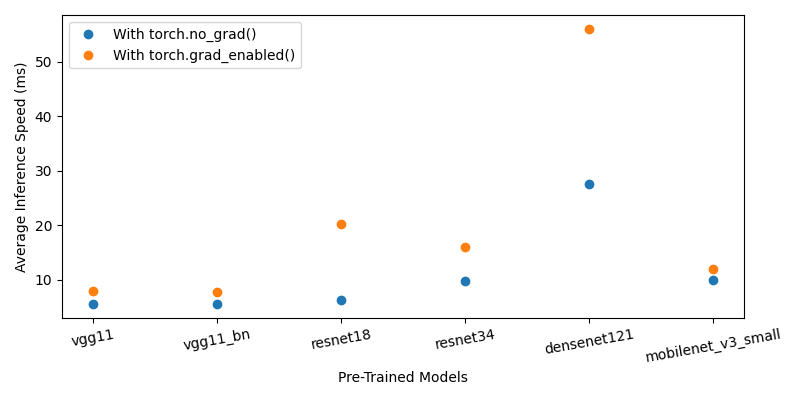 With torch.no_grad()
With torch.grad_enabled()
Average Inference Speed (ms)
50
40
30
20
10
vgg11
vgg11_bn
resnet18
resnet34
densenet121
mobilenet_v3_small
Pre-Trained Models